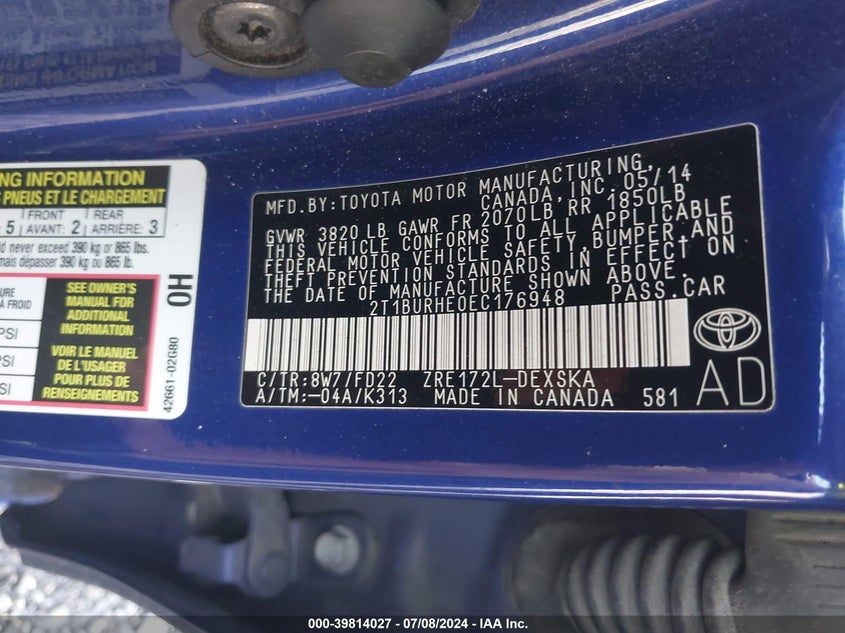 NG INFORMATION
S PNEUS ET LE CHARGEMENT
5 FRONT AVANT: 2 REAR ARRIÈRE: 3
ld never exceed 390 kg or 865 lbs.
mais dépasser 390 kg ou 865 lb.
OH
URE
À FROID
PSI
PSI
PSI
SEE OWNER'S
MANUAL FOR
ADDITIONAL
INFORMATION
VOIR LE MANUEL
DE L'USAGER
POUR PLUS DE
RENSEIGNEMENTS
42661-02G80
MFD.BY:TOYOTA MOTOR MANUFACTURING,
CANADA,INC. 05/14
GVWR 3820 LB GAWR FR 2070LB RR 1850LB
THIS VEHICLE CONFORMS TO ALL APPLICABLE
FEDERAL MOTOR VEHICLE SAFETY,BUMPER,AND
THEFT PREVENTION STANDARDS IN EFFECT ON
THE DATE OF MANUFACTURE SHOWN ABOVE.
2T1BURHE0EC176948 PASS.CAR
C/TR:8W7/FD22 ZRE172L-DEXSKA
A/TM:-04A/K313 MADE IN CANADA 581
AD
000-39814027 - 07/08/2024 - IAA Inc.